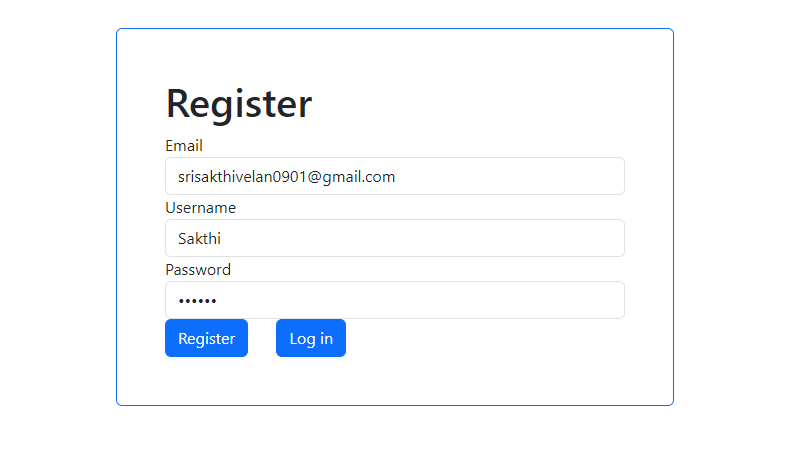 Register
Email
srisakthivelan0901@gmail.com
Username
Sakthi
Password
••••••
Register Log in